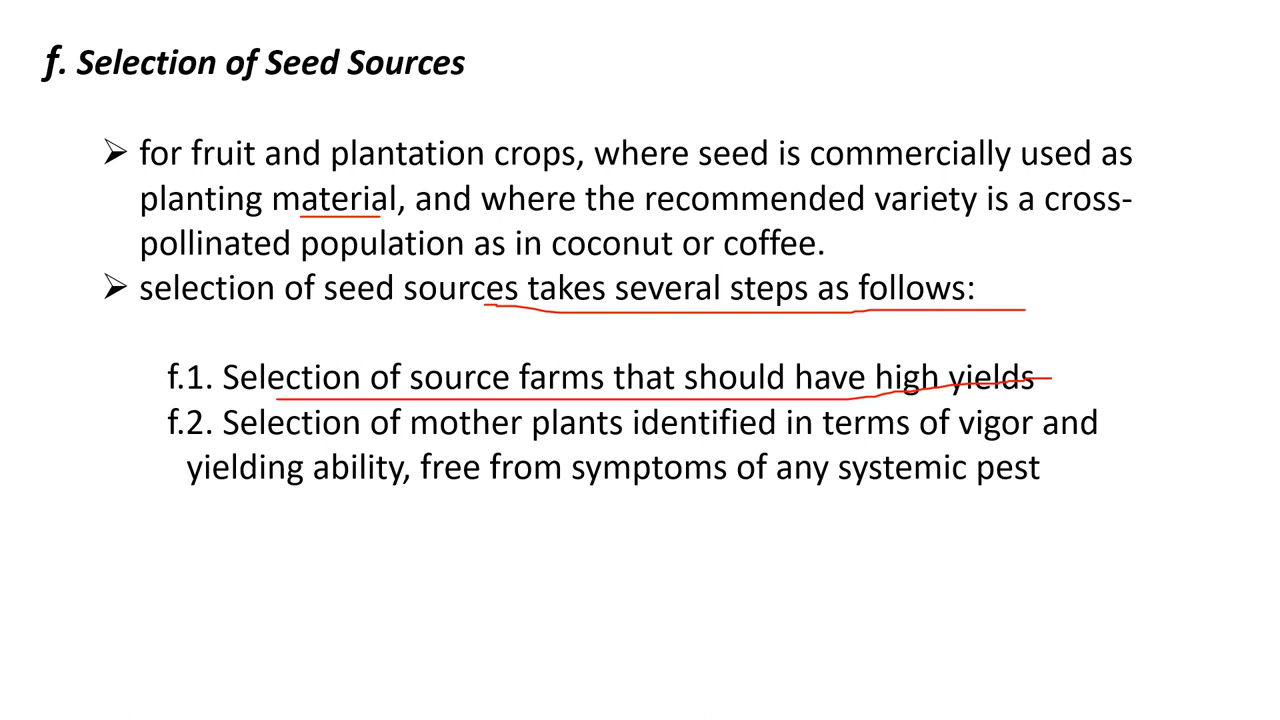 f. Selection of Seed Sources
➢ for fruit and plantation crops, where seed is commercially used as
planting material, and where the recommended variety is a cross-
pollinated population as in coconut or coffee.
➢ selection of seed sources takes several steps as follows:
f.1. Selection of source farms that should have high yields
f.2. Selection of mother plants identified in terms of vigor and
yielding ability, free from symptoms of any systemic pest